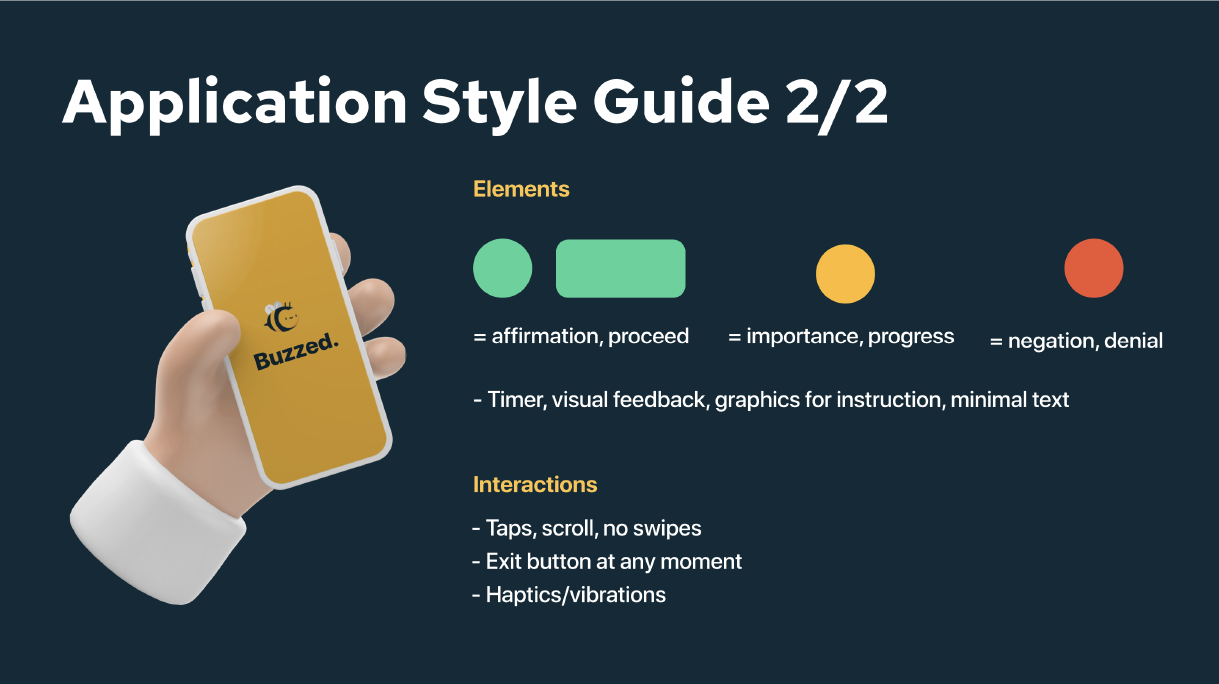 Application Style Guide 2/2
Elements
= affirmation, proceed
= importance, progress
= negation, denial
- Timer, visual feedback, graphics for instruction, minimal text
Buzzed.
Interactions
- Taps, scroll, no swipes
- Exit button at any moment
- Haptics/vibrations